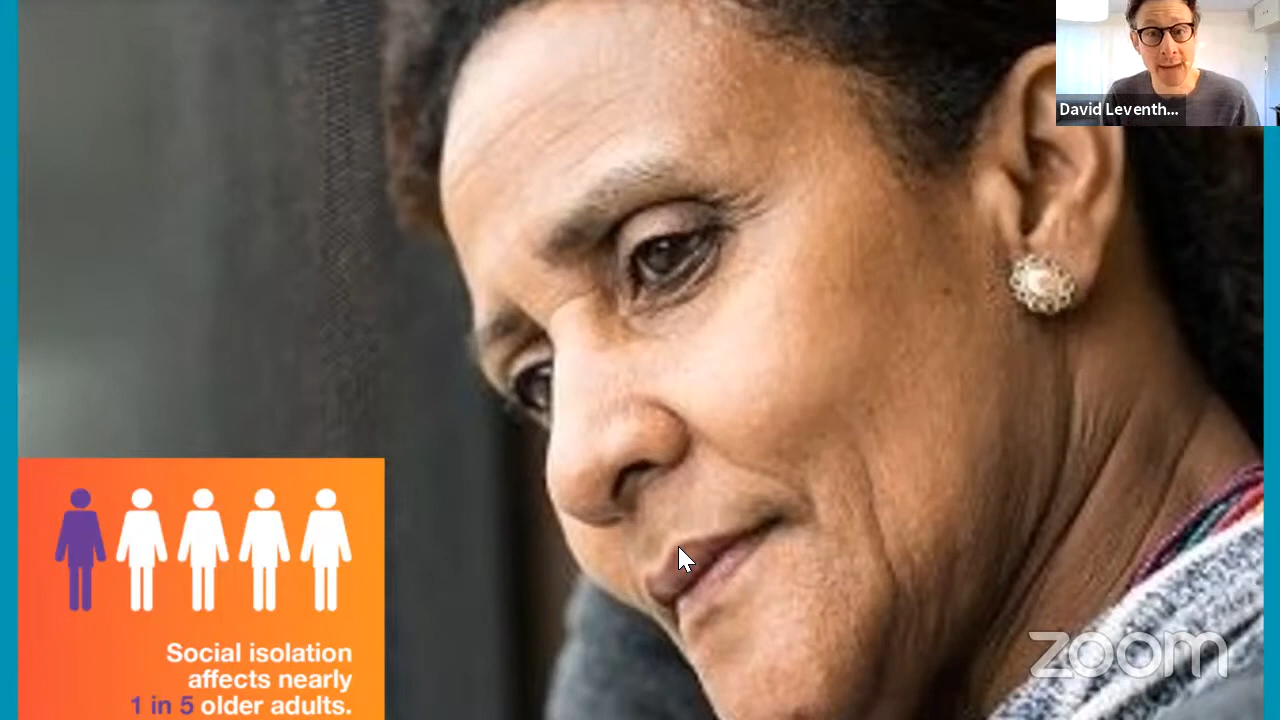 David Leventh...
Social isolation
affects nearly
1 in 5 older adults.
zoom